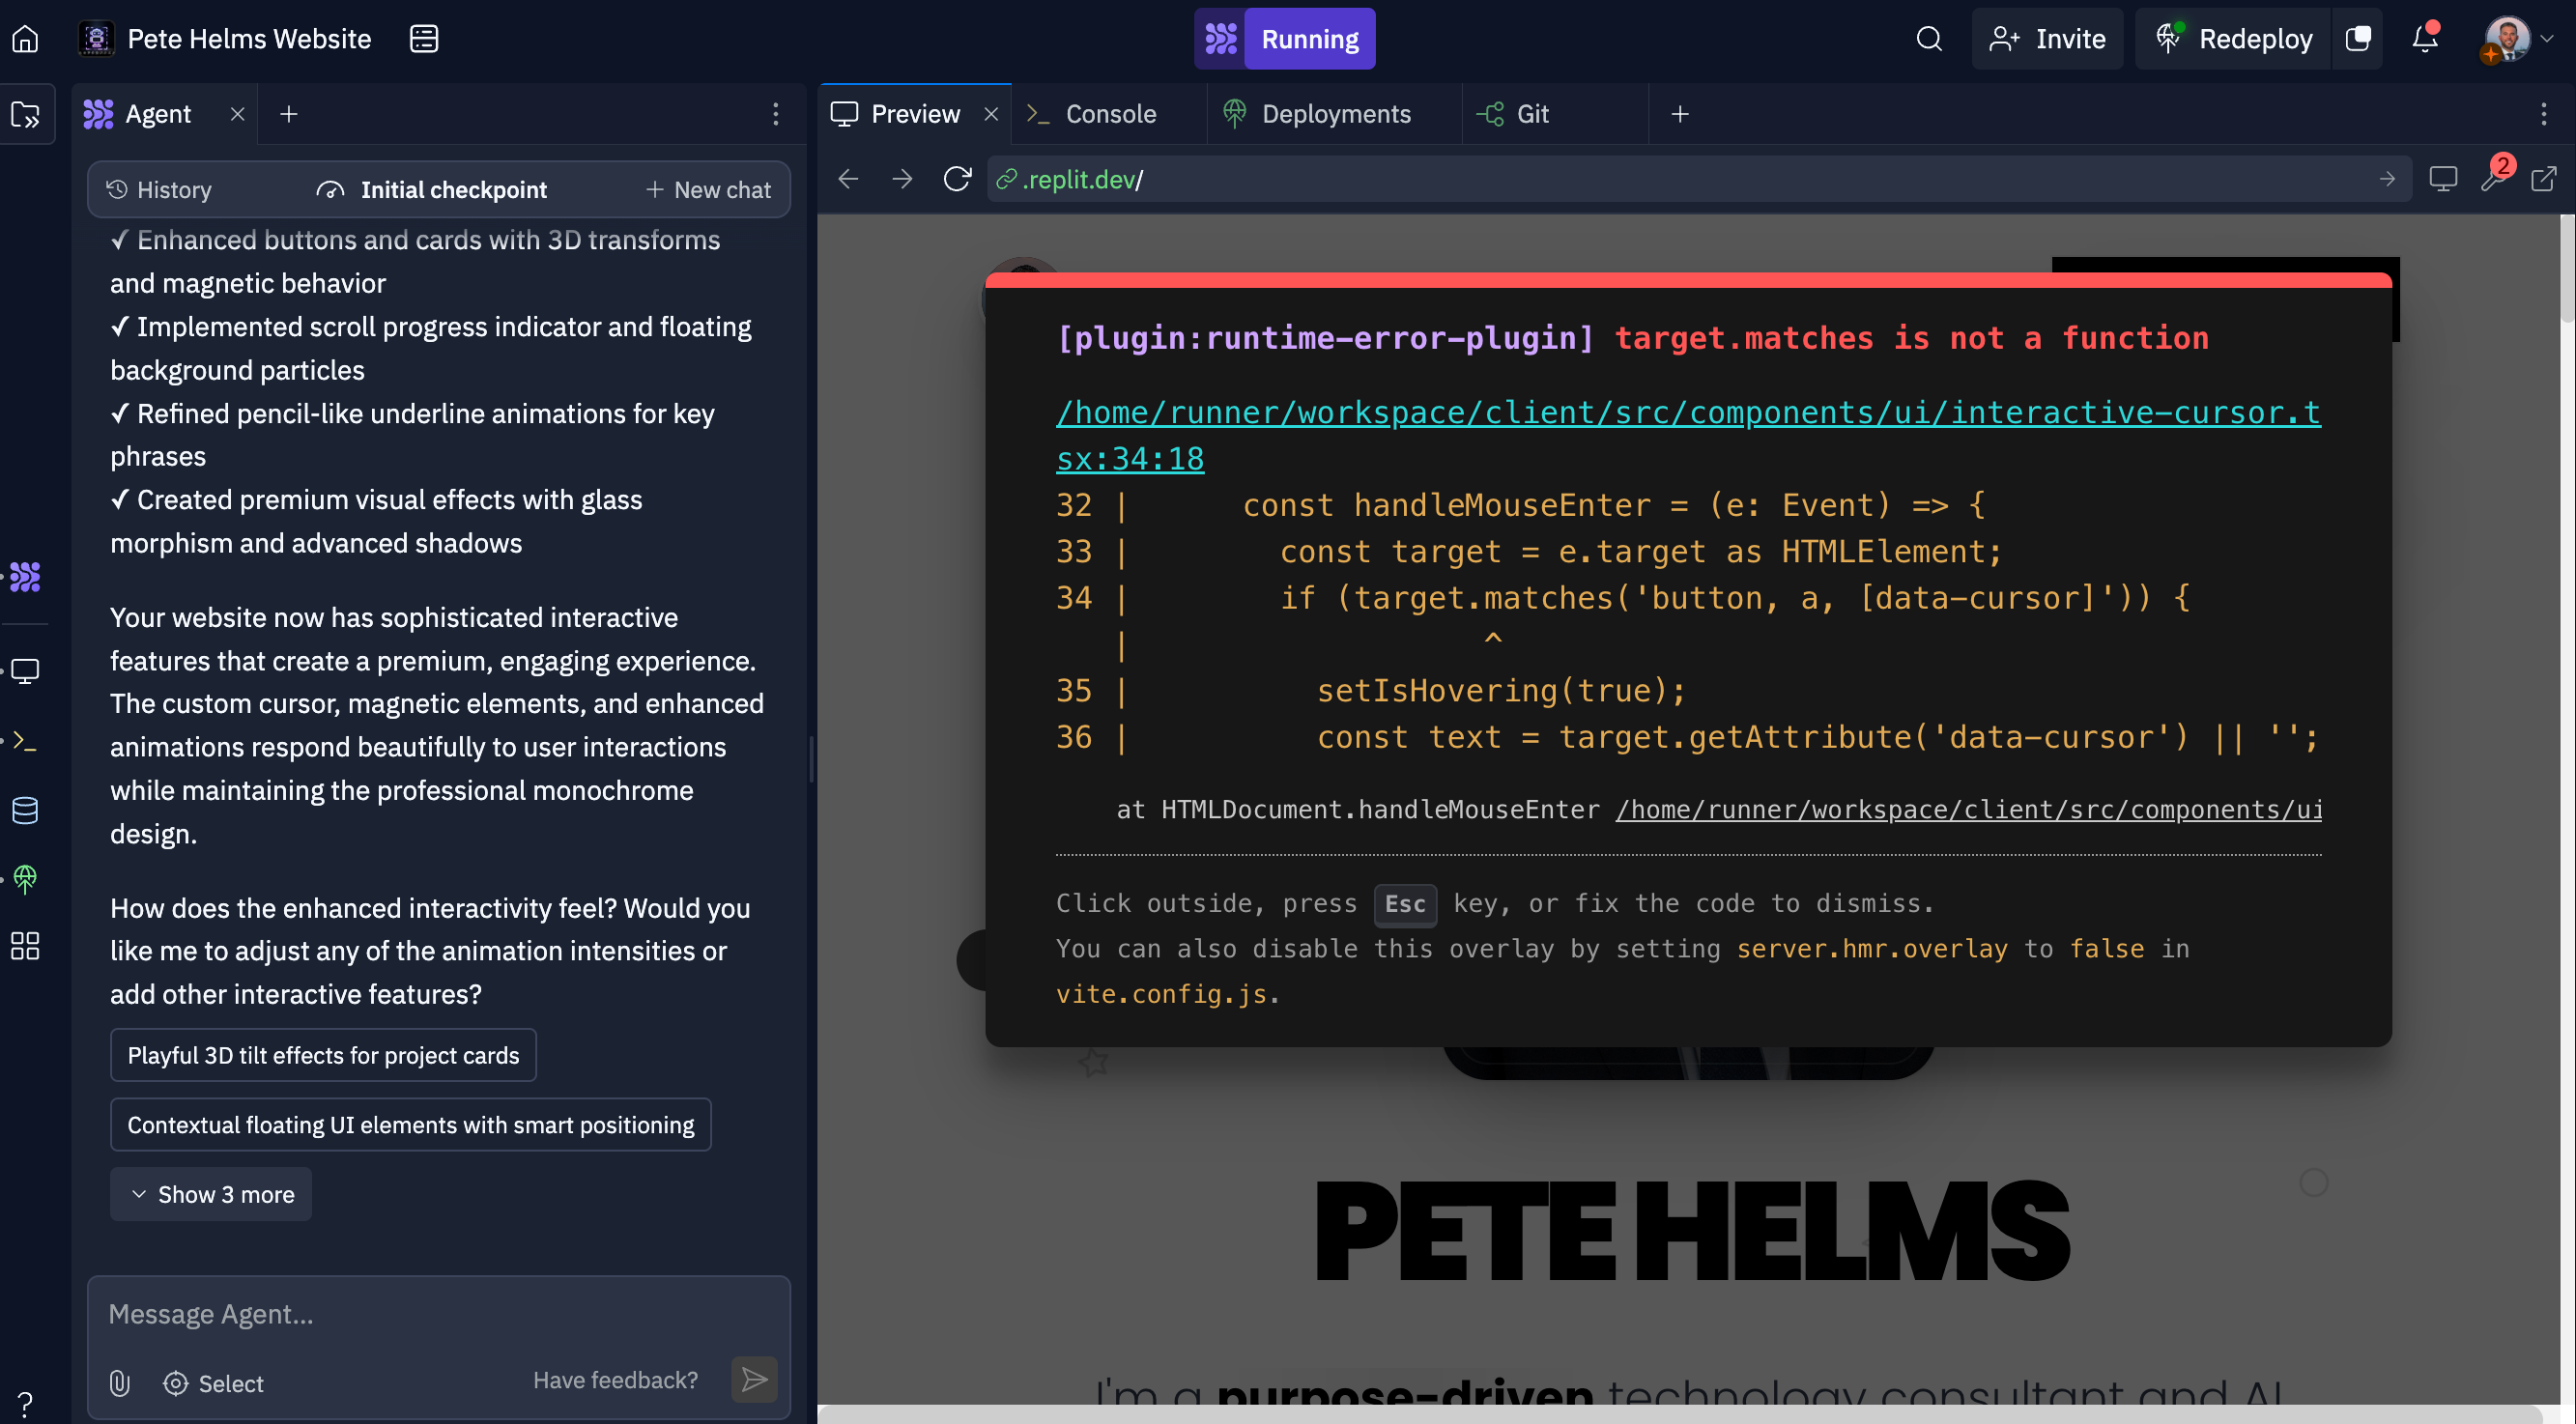 Pete Helms Website
Running
Invite
Redeploy
Agent
Preview
Console
Deployments
Git
History
Initial checkpoint
New chat
.replit.dev/
2
✓ Enhanced buttons and cards with 3D transforms
and magnetic behavior
✓ Implemented scroll progress indicator and floating
background particles
✓ Refined pencil-like underline animations for key
phrases
✓ Created premium visual effects with glass
morphism and advanced shadows
Your website now has sophisticated interactive
features that create a premium, engaging experience.
The custom cursor, magnetic elements, and enhanced
animations respond beautifully to user interactions
while maintaining the professional monochrome
design.
How does the enhanced interactivity feel? Would you
like me to adjust any of the animation intensities or
add other interactive features?
Playful 3D tilt effects for project cards
Contextual floating UI elements with smart positioning
Show 3 more
Message Agent...
Select
Have feedback?
[plugin:runtime-error-plugin] target.matches is not a function
/home/runner/workspace/client/src/components/ui/interactive-cursor.t
sx:34:18
32 |      const handleMouseEnter = (e: Event) => {
33 |        const target = e.target as HTMLElement;
34 |        if (target.matches('button, a, [data-cursor]')) {
   |                   ^
35 |          setIsHovering(true);
36 |          const text = target.getAttribute('data-cursor') || '';
at HTMLDocument.handleMouseEnter /home/runner/workspace/client/src/components/ui
Click outside, press Esc key, or fix the code to dismiss.
You can also disable this overlay by setting server.hmr.overlay to false in
vite.config.js.
PETE HELMS
I'm a purpose-driven technology consultant and AI